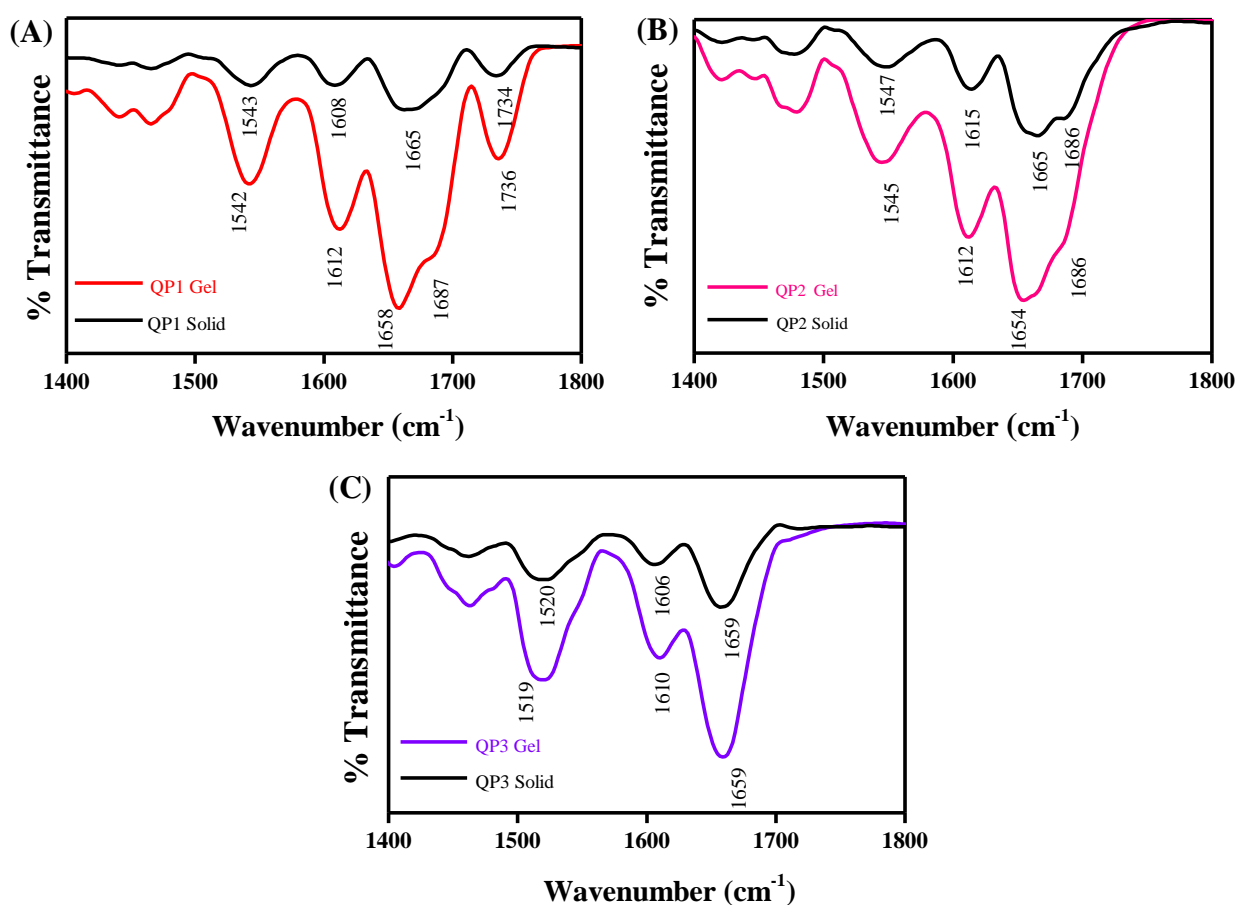 (A)
% Transmittance
1543
1608
1665
1734
1542
1612
1658
1687
1736
QP1 Gel
QP1 Solid
1400 1500 1600 1700 1800
Wavenumber (cm⁻¹)
(B)
% Transmittance
1547
1615
1665
1686
1545
1612
1654
1686
QP2 Gel
QP2 Solid
1400 1500 1600 1700 1800
Wavenumber (cm⁻¹)
(C)
% Transmittance
1520
1606
1659
1519
1610
1659
QP3 Gel
QP3 Solid
1400 1500 1600 1700 1800
Wavenumber (cm⁻¹)